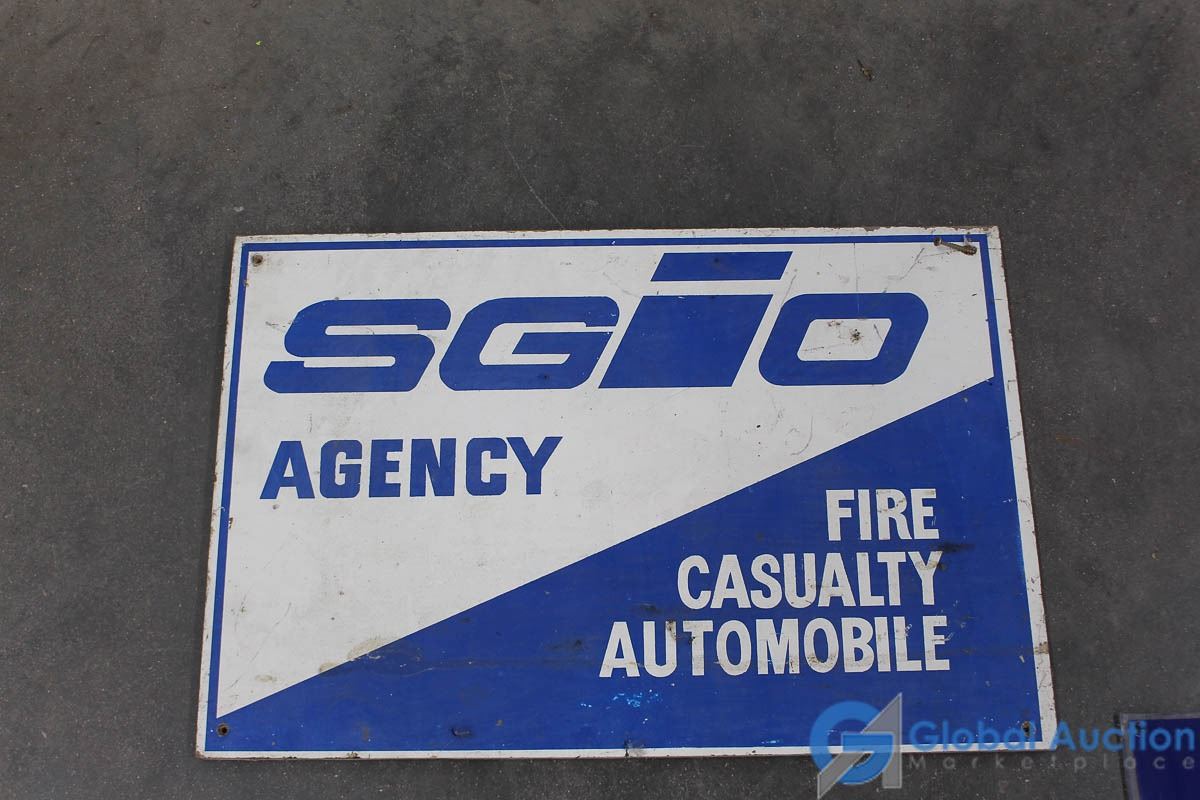 SGiO
AGENCY
FIRE
CASUALTY
AUTOMOBILE
Global Auction
Marketplace